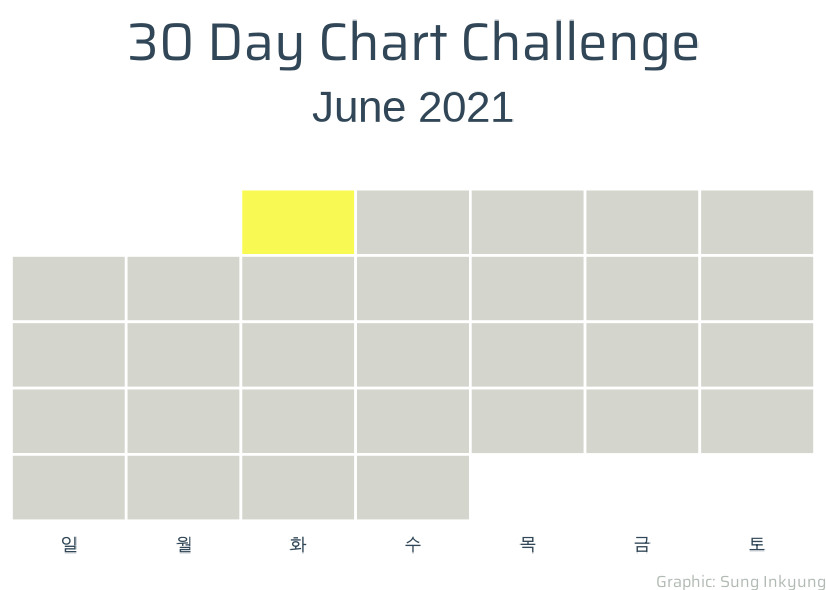 30 Day Chart Challenge
June 2021
일 월 화 수 목 금 토
Graphic: Sung Inkyung